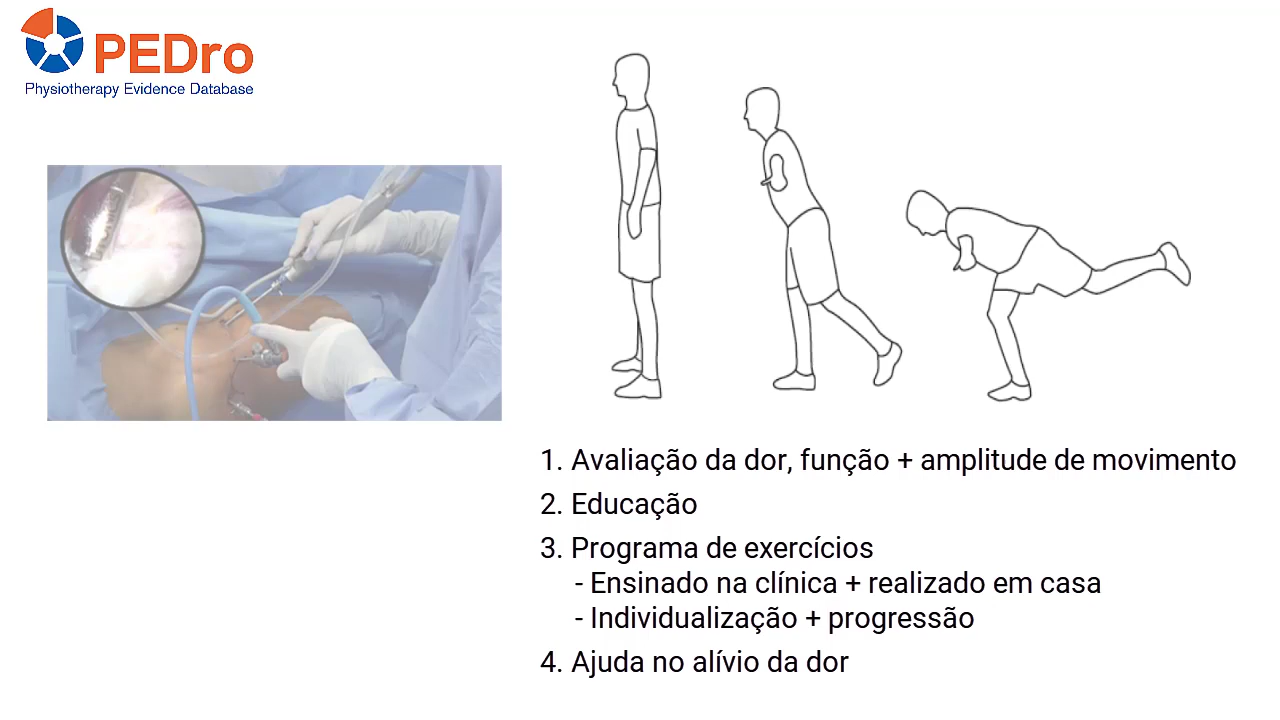 PEDro
Physiotherapy Evidence Database
1. Avaliação da dor, função + amplitude de movimento
2. Educação
3. Programa de exercícios
- Ensinado na clínica + realizado em casa
- Individualização + progressão
4. Ajuda no alívio da dor